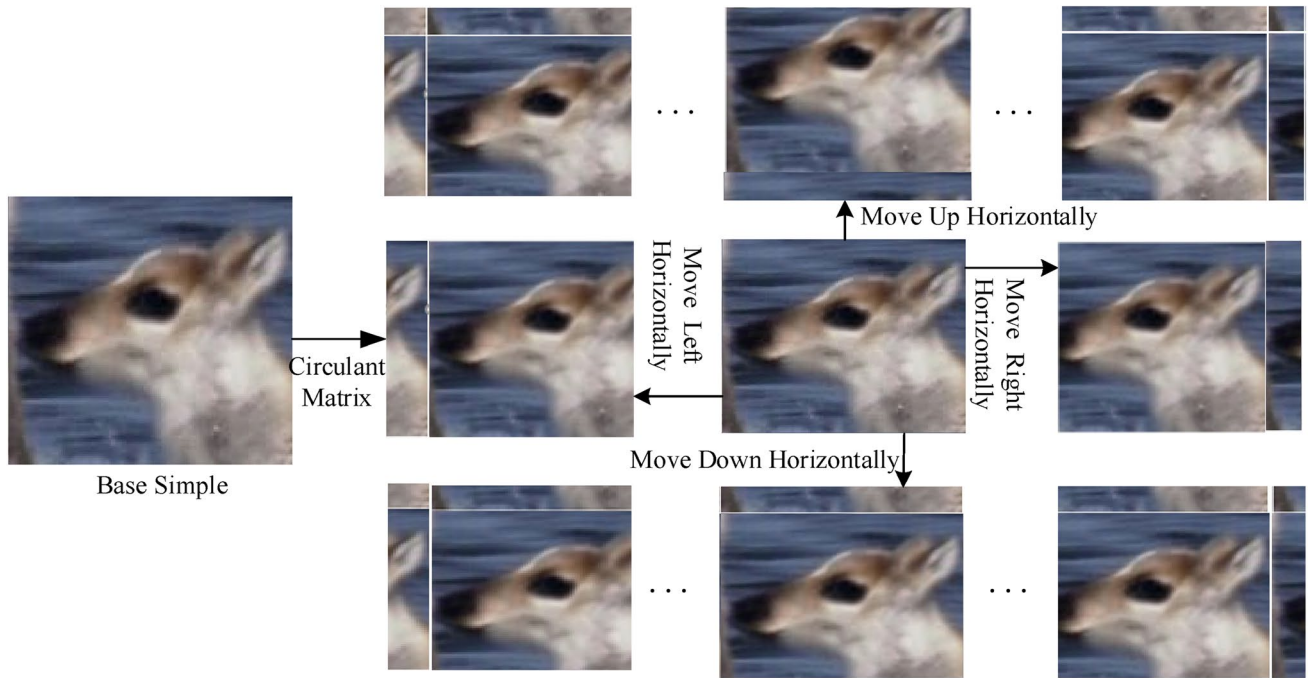 . . .
. . .
Move Up Horizontally
Move Left
Horizontally
Move Right
Horizontally
Circulant
Matrix
Move Down Horizontally
Base Simple
. . .
. . .